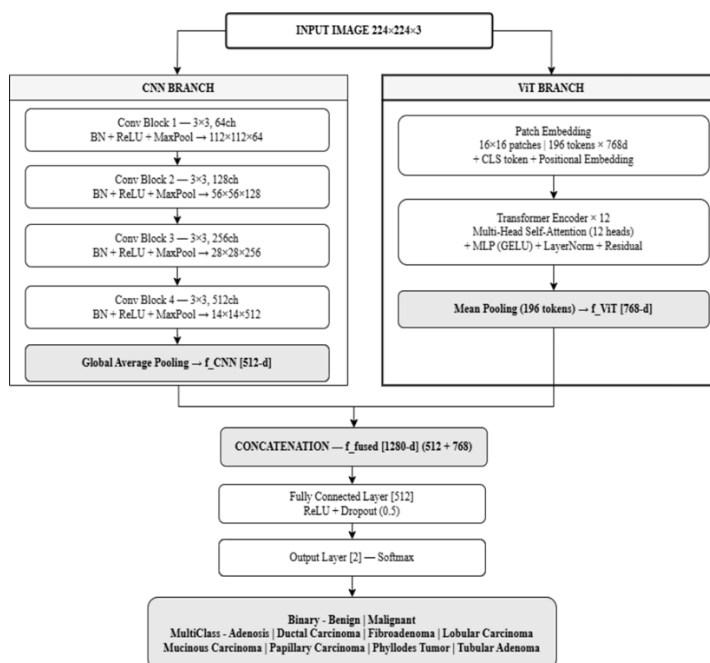 INPUT IMAGE 224×224×3
CNN BRANCH
Conv Block 1 — 3×3, 64ch
BN + ReLU + MaxPool → 112×112×64
Conv Block 2 — 3×3, 128ch
BN + ReLU + MaxPool → 56×56×128
Conv Block 3 — 3×3, 256ch
BN + ReLU + MaxPool → 28×28×256
Conv Block 4 — 3×3, 512ch
BN + ReLU + MaxPool → 14×14×512
Global Average Pooling → f_CNN [512-d]
ViT BRANCH
Patch Embedding
16×16 patches | 196 tokens × 768d
+ CLS token + Positional Embedding
Transformer Encoder × 12
Multi-Head Self-Attention (12 heads)
+ MLP (GELU) + LayerNorm + Residual
Mean Pooling (196 tokens) → f_ViT [768-d]
CONCATENATION — f_fused [1280-d] (512 + 768)
Fully Connected Layer [512]
ReLU + Dropout (0.5)
Output Layer [2] — Softmax
Binary - Benign | Malignant
MultiClass - Adenosis | Ductal Carcinoma | Fibroadenoma | Lobular Carcinoma
Mucinous Carcinoma | Papillary Carcinoma | Phyllodes Tumor | Tubular Adenoma